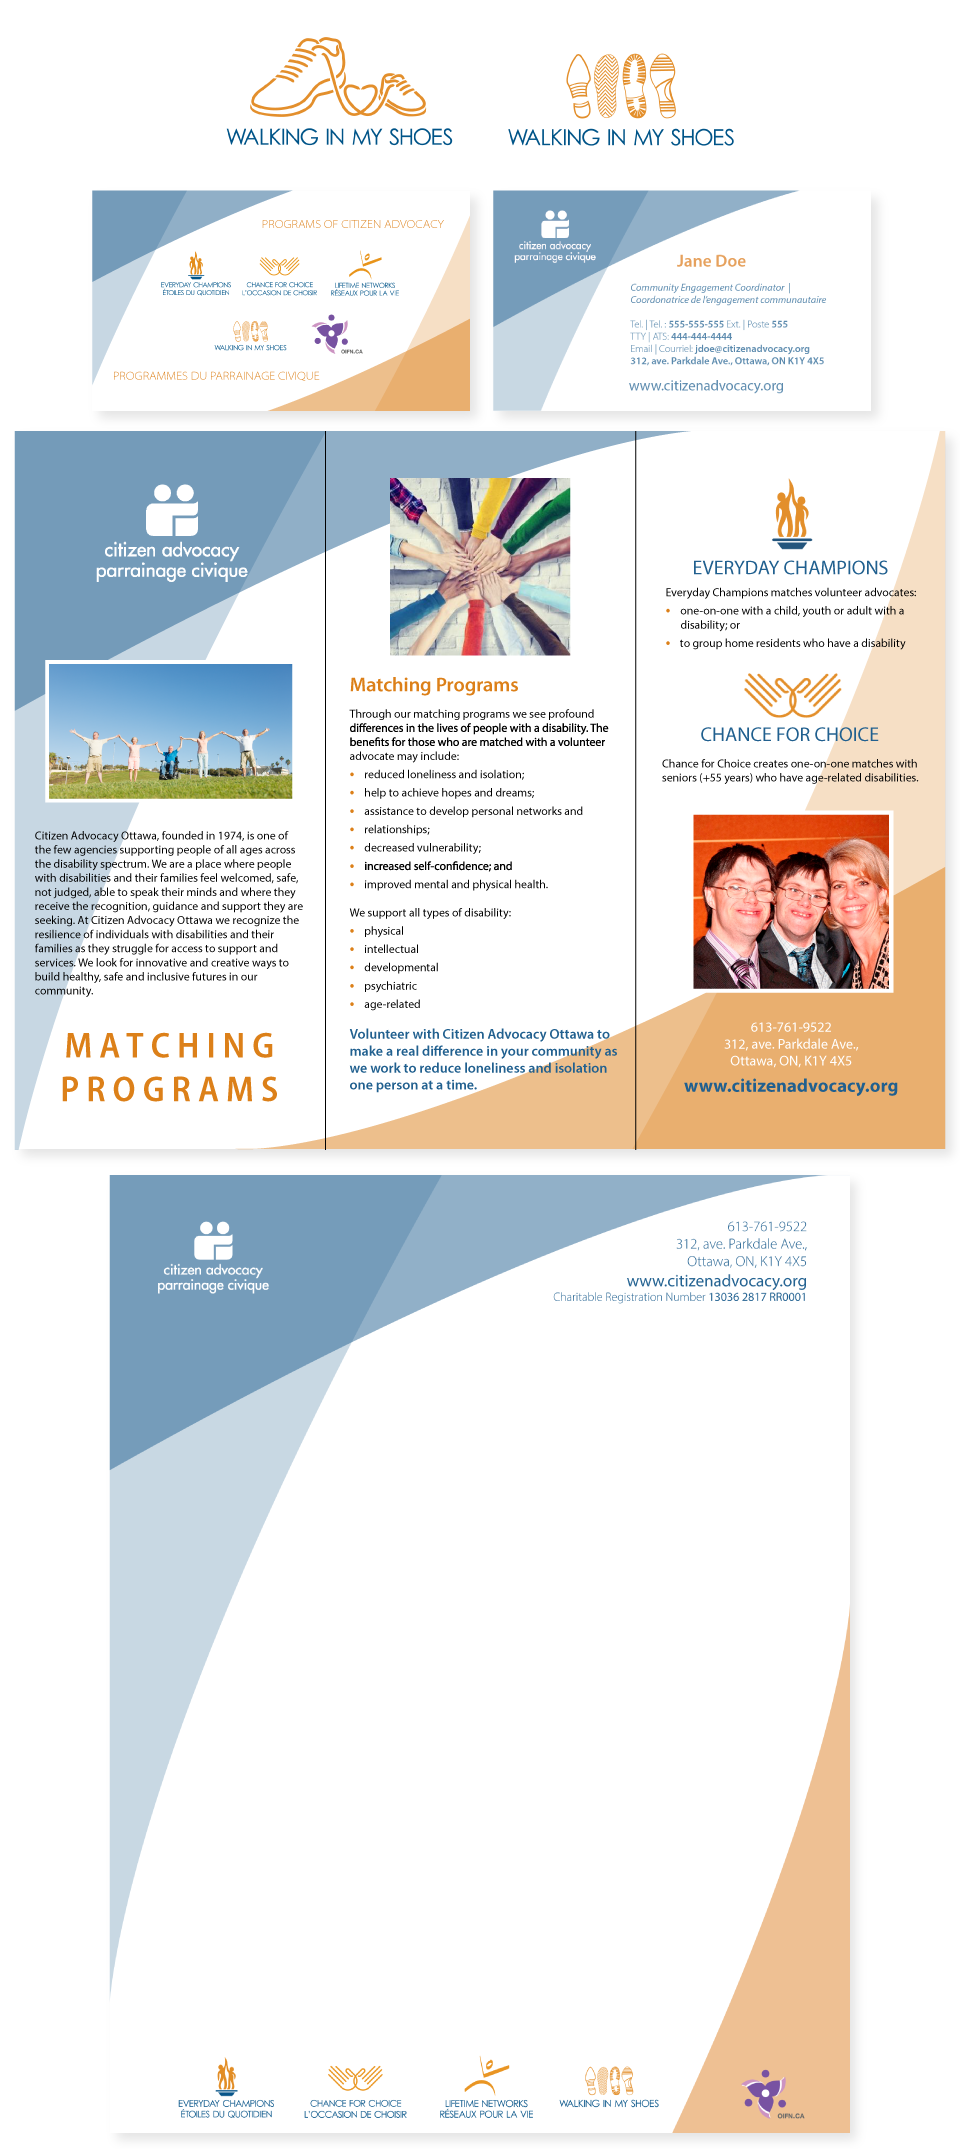 WALKING IN MY SHOES
WALKING IN MY SHOES
PROGRAMS OF CITIZEN ADVOCACY
EVERYDAY CHAMPIONS
ÉTOILES DU QUOTIDIEN
CHANCE FOR CHOICE
L'OCCASION DE CHOISIR
LIFETIME NETWORKS
RÉSEAUX POUR LA VIE
WALKING IN MY SHOES
OIFN.CA
PROGRAMMES DU PARRAINAGE CIVIQUE
citizen advocacy
parrainage civique
Jane Doe
Community Engagement Coordinator |
Coordonatrice de l'engagement communautaire
Tel. | Tel. : 555-555-555 Ext. | Poste 555
TTY | ATS: 444-444-4444
Email | Courriel: jdoe@citizenadvocacy.org
312, ave. Parkdale Ave., Ottawa, ON K1Y 4X5
www.citizenadvocacy.org
citizen advocacy
parrainage civique
Citizen Advocacy Ottawa, founded in 1974, is one of
the few agencies supporting people of all ages across
the disability spectrum. We are a place where people
with disabilities and their families feel welcomed, safe,
not judged, able to speak their minds and where they
receive the recognition, guidance and support they are
seeking. At Citizen Advocacy Ottawa we recognize the
resilience of individuals with disabilities and their
families as they struggle for access to support and
services. We look for innovative and creative ways to
build healthy, safe and inclusive futures in our
community.
MATCHING
PROGRAMS
Matching Programs
Through our matching programs we see profound
differences in the lives of people with a disability. The
benefits for those who are matched with a volunteer
advocate may include:
• reduced loneliness and isolation;
• help to achieve hopes and dreams;
• assistance to develop personal networks and
• relationships;
• decreased vulnerability;
• increased self-confidence; and
• improved mental and physical health.
We support all types of disability:
• physical
• intellectual
• developmental
• psychiatric
• age-related
Volunteer with Citizen Advocacy Ottawa to
make a real difference in your community as
we work to reduce loneliness and isolation
one person at a time.
EVERYDAY CHAMPIONS
Everyday Champions matches volunteer advocates:
• one-on-one with a child, youth or adult with a
disability; or
• to group home residents who have a disability
CHANCE FOR CHOICE
Chance for Choice creates one-on-one matches with
seniors (+55 years) who have age-related disabilities.
613-761-9522
312, ave. Parkdale Ave.,
Ottawa, ON, K1Y 4X5
www.citizenadvocacy.org
citizen advocacy
parrainage civique
613-761-9522
312, ave. Parkdale Ave.,
Ottawa, ON, K1Y 4X5
www.citizenadvocacy.org
Charitable Registration Number 13036 2817 RR0001
EVERYDAY CHAMPIONS
ÉTOILES DU QUOTIDIEN
CHANCE FOR CHOICE
L'OCCASION DE CHOISIR
LIFETIME NETWORKS
RÉSEAUX POUR LA VIE
WALKING IN MY SHOES
OIFN.CA